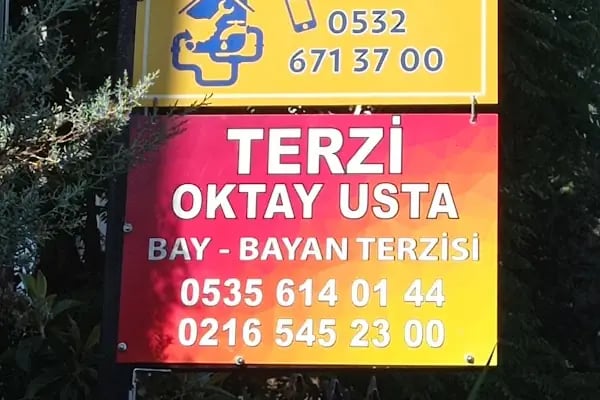 0532
671 37 00
TERZİ
OKTAY USTA
BAY - BAYAN TERZİSİ
0535 614 01 44
0216 545 23 00